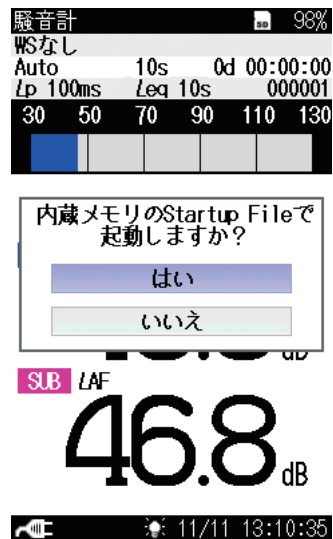 騒音計 SD 98%
WSなし
Auto 10s 0d 00:00:00
Lp 100ms Leq 10s 000001
30 50 70 90 110 130
内蔵メモリのStartup Fileで
起動しますか?
はい
いいえ
dB
SUB LAF
46.8 dB
11/11 13:10:35